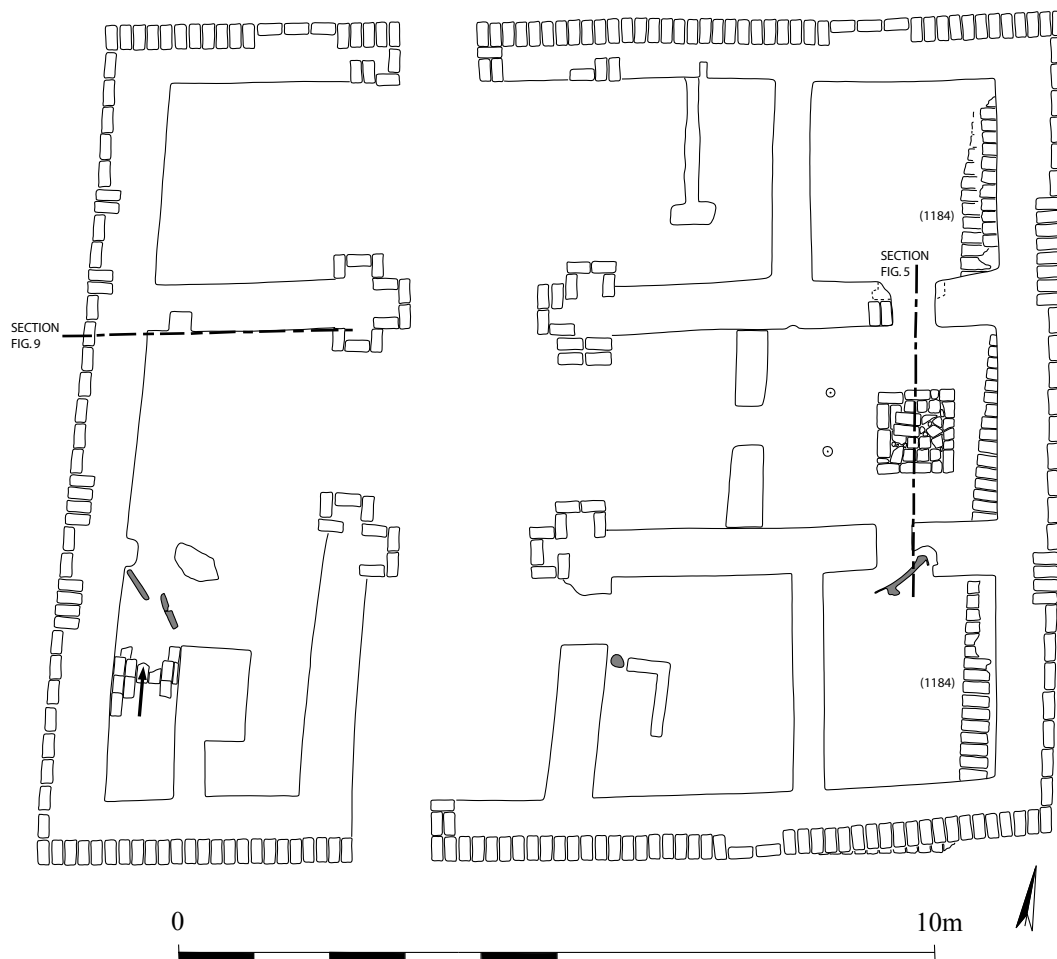 (1184)
SECTION
FIG. 5
SECTION
FIG. 9
(1184)
0
10m